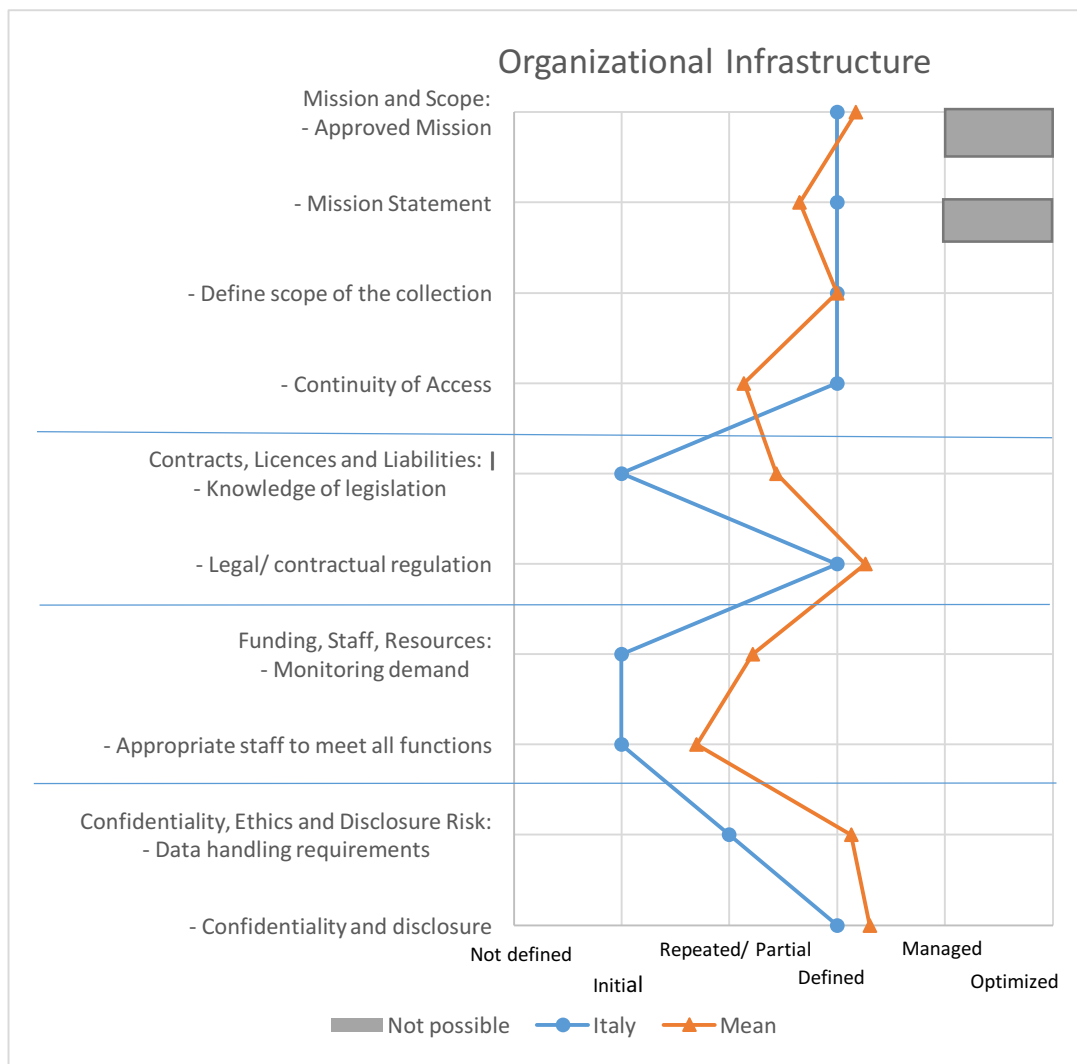 Organizational Infrastructure
Mission and Scope:
- Approved Mission
- Mission Statement
- Define scope of the collection
- Continuity of Access
Contracts, Licences and Liabilities: |
- Knowledge of legislation
- Legal/ contractual regulation
Funding, Staff, Resources:
- Monitoring demand
- Appropriate staff to meet all functions
Confidentiality, Ethics and Disclosure Risk:
- Data handling requirements
- Confidentiality and disclosure
Not defined
Initial
Repeated/ Partial
Defined
Managed
Optimized
Not possible
Italy
Mean